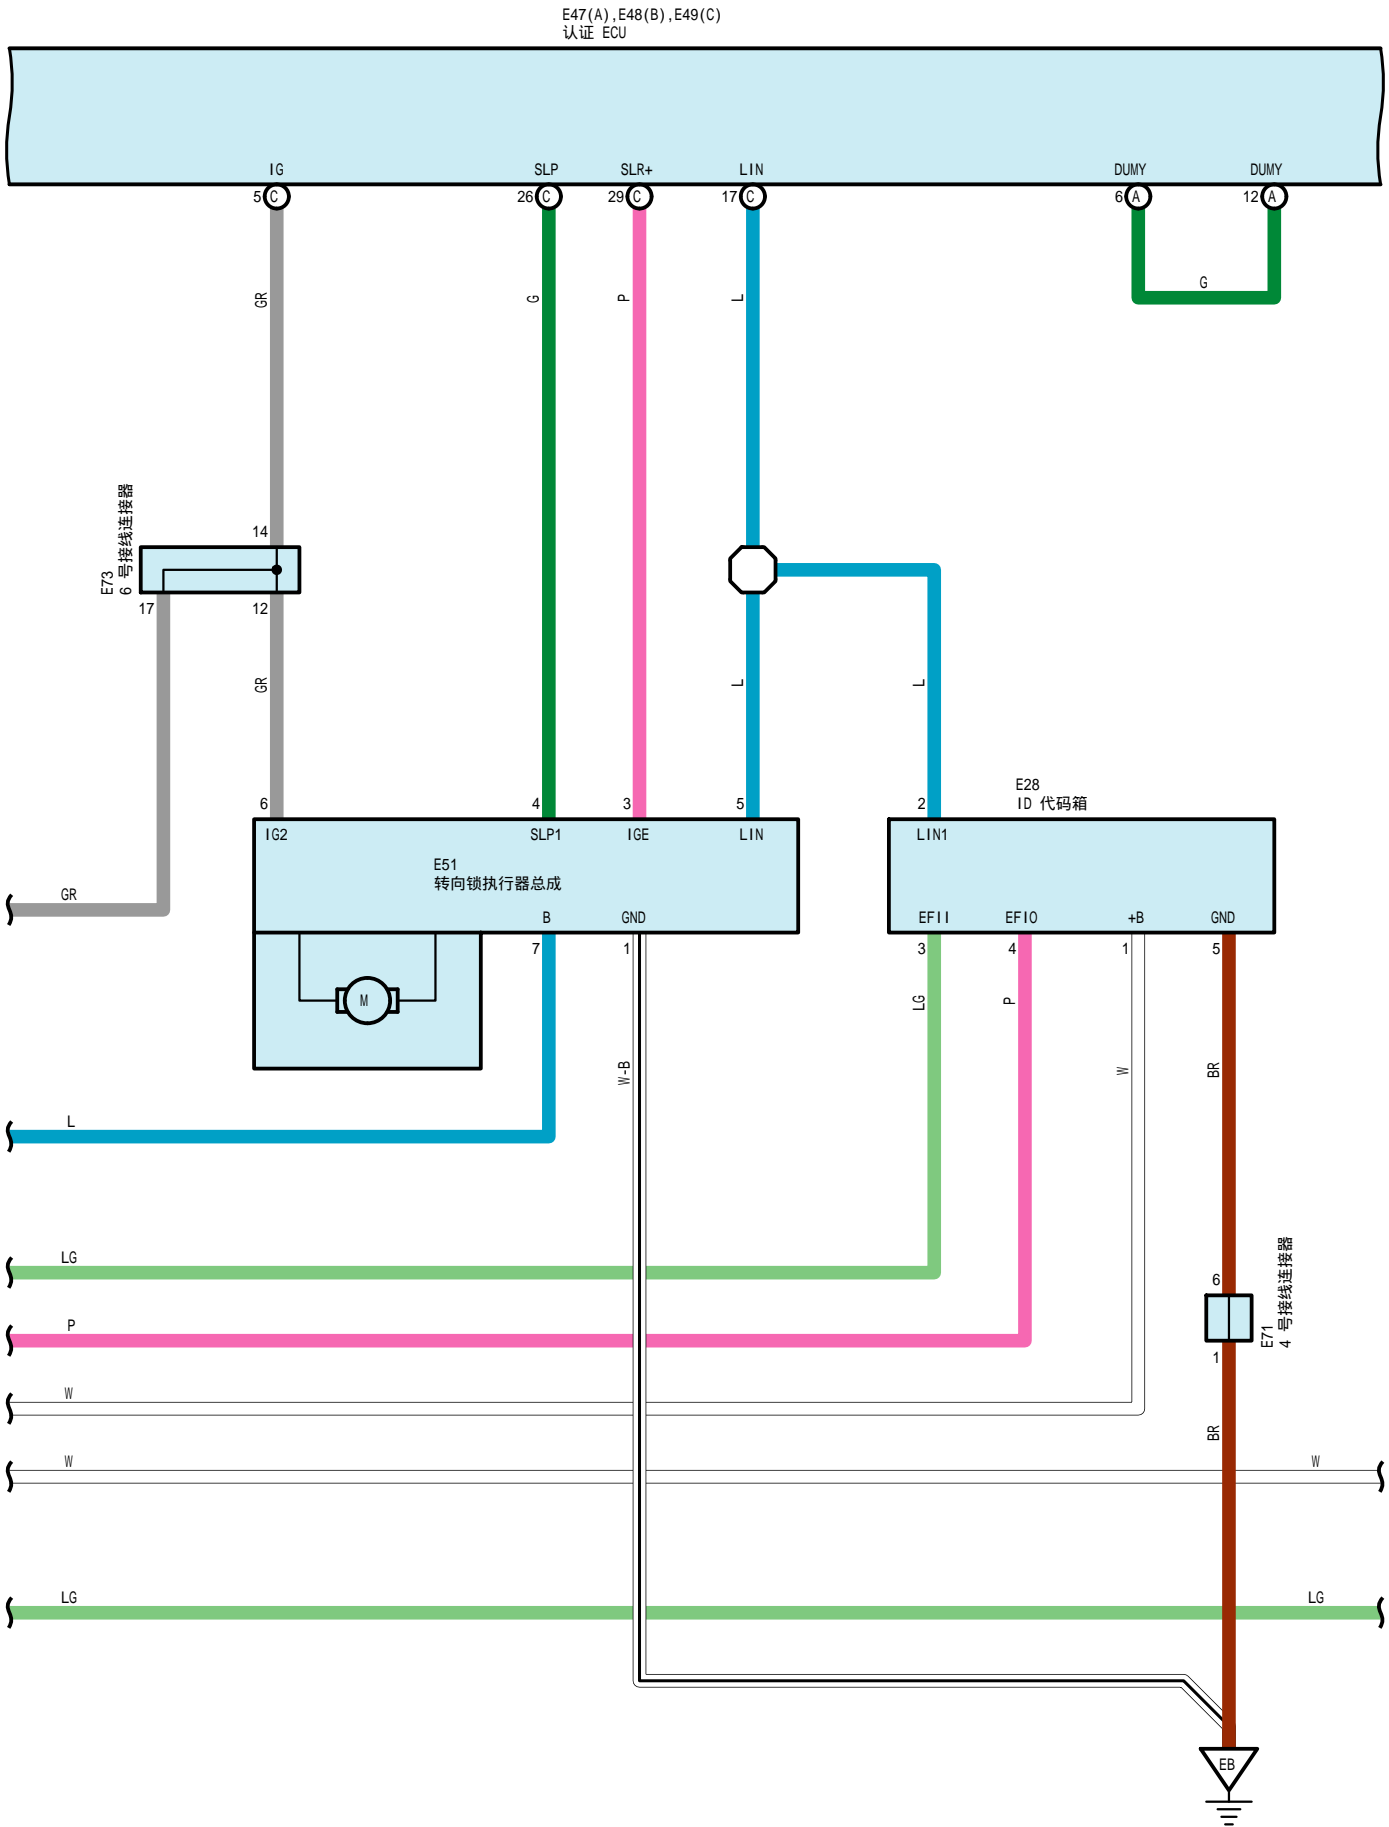 E47(A),E48(B),E49(C)
认证 ECU
IG
SLP
SLR+
LIN
DUMY
DUMY
5 C
26 C
29 C
17 C
6 A
12 A
G
GR
G
P
L
E73
6 号接线连接器
14
17
12
GR
L
L
E28
ID 代码箱
6
4
3
5
2
IG2
SLP1
IGE
LIN
LIN1
E51
转向锁执行器总成
GR
B
GND
EFII
EFIO
+B
GND
7
1
3
4
1
5
M
LG
P
W-B
W
BR
L
LG
6
E71
4 号接线连接器
P
1
W
BR
W
W
LG
LG
EB